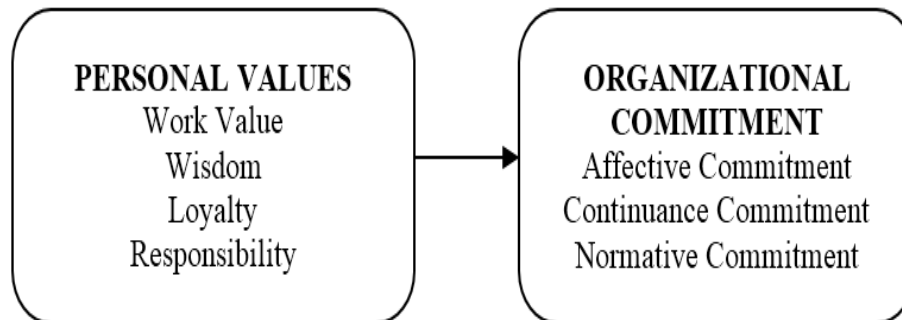 PERSONAL VALUES
Work Value
Wisdom
Loyalty
Responsibility
ORGANIZATIONAL
COMMITMENT
Affective Commitment
Continuance Commitment
Normative Commitment